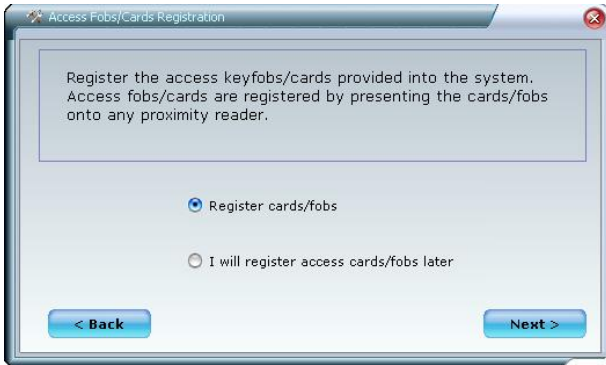 Access Fobs/Cards Registration
Register the access keyfobs/cards provided into the system.
Access fobs/cards are registered by presenting the cards/fobs
onto any proximity reader.
Register cards/fobs
I will register access cards/fobs later
< Back
Next >